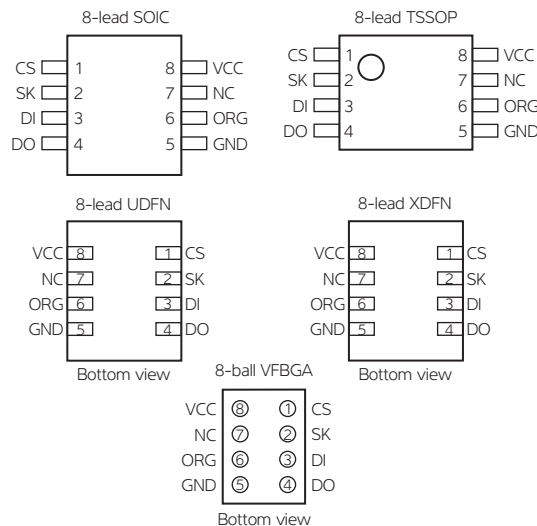 8-lead SOIC
CS 1 8 VCC
SK 2 7 NC
DI 3 6 ORG
DO 4 5 GND
8-lead TSSOP
CS 1 8 VCC
SK 2 7 NC
DI 3 6 ORG
DO 4 5 GND
8-lead UDFN
VCC 8 1 CS
NC 7 2 SK
ORG 6 3 DI
GND 5 4 DO
Bottom view
8-lead XDFN
VCC 8 1 CS
NC 7 2 SK
ORG 6 3 DI
GND 5 4 DO
Bottom view
8-ball VFBGA
VCC 8 1 CS
NC 7 2 SK
ORG 6 3 DI
GND 5 4 DO
Bottom view